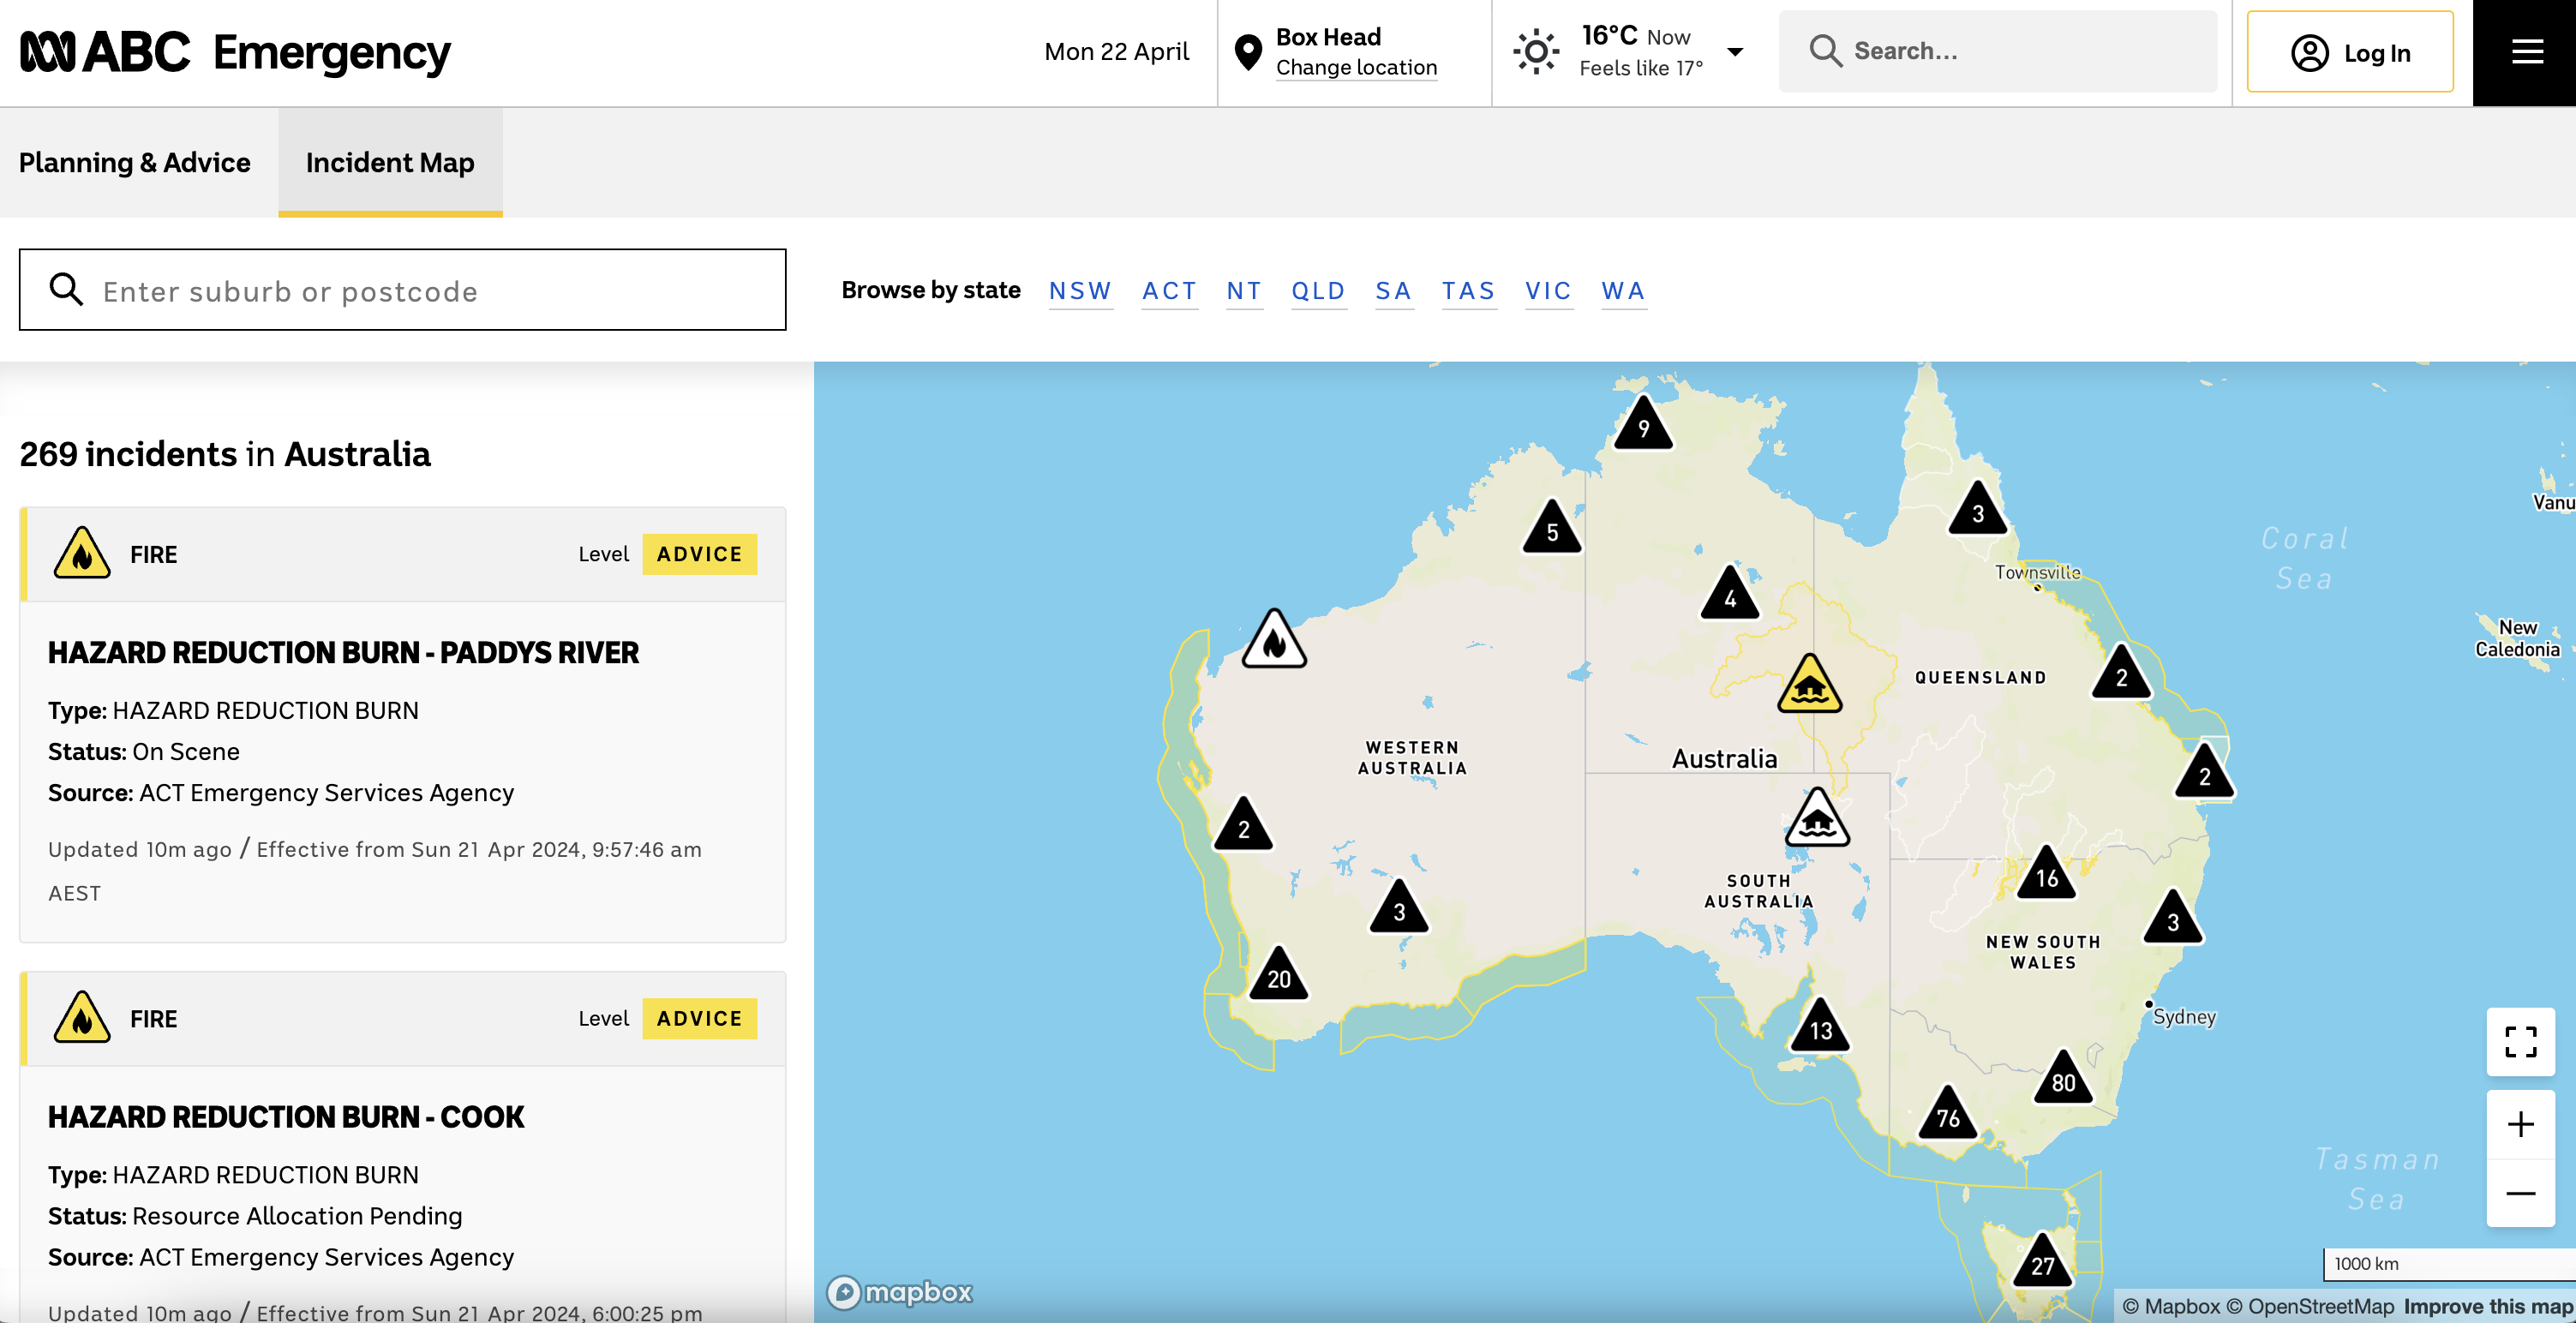 ABC Emergency
Mon 22 April
Box Head
Change location
16°C Now
Feels like 17°
Search...
Log In
Planning & Advice
Incident Map
Enter suburb or postcode
Browse by state NSW ACT NT QLD SA TAS VIC WA
269 incidents in Australia
FIRE
Level ADVICE
HAZARD REDUCTION BURN - PADDYS RIVER
Type: HAZARD REDUCTION BURN
Status: On Scene
Source: ACT Emergency Services Agency
Updated 10m ago / Effective from Sun 21 Apr 2024, 9:57:46 am
AEST
FIRE
Level ADVICE
HAZARD REDUCTION BURN - COOK
Type: HAZARD REDUCTION BURN
Status: Resource Allocation Pending
Source: ACT Emergency Services Agency
Updated 10m ago / Effective from Sun 21 Apr 2024, 6:00:25 pm
9
5
3
Coral
Sea
Vanu
Townsville
4
New
Caledonia
QUEENSLAND
2
WESTERN
AUSTRALIA
Australia
2
2
16
SOUTH
AUSTRALIA
3
3
NEW SOUTH
WALES
20
13
Sydney
80
76
Tasman
Sea
27
1000 km
mapbox
© Mapbox © OpenStreetMap Improve this map